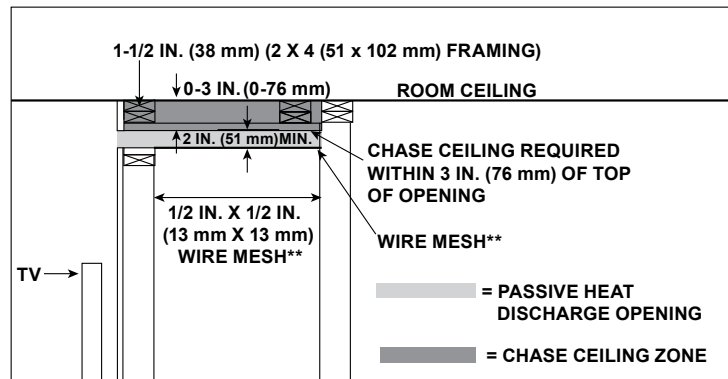 1-1/2 IN. (38 mm) (2 X 4 (51 x 102 mm) FRAMING)
0-3 IN. (0-76 mm)
ROOM CEILING
2 IN. (51 mm) MIN.
CHASE CEILING REQUIRED
WITHIN 3 IN. (76 mm) OF TOP
OF OPENING
1/2 IN. X 1/2 IN.
(13 mm X 13 mm)
WIRE MESH**
WIRE MESH**
TV
= PASSIVE HEAT
DISCHARGE OPENING
= CHASE CEILING ZONE